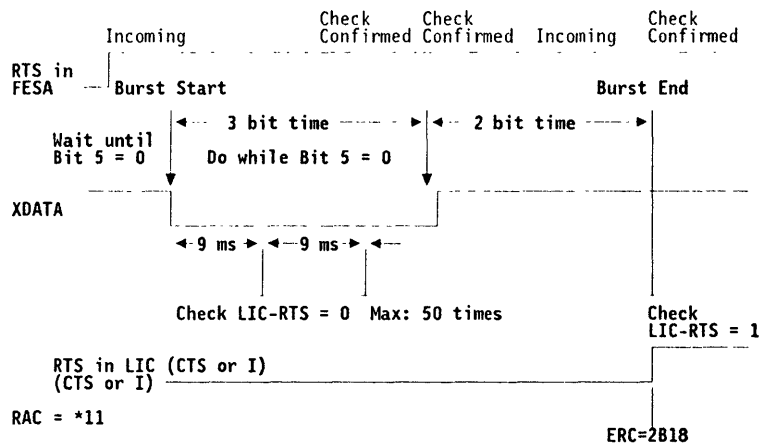 Check Check Check
Incoming Confirmed Confirmed Incoming Confirmed
RTS in
FESA Burst Start Burst End
3 bit time 2 bit time
Wait until
Bit 5 = 0 Do while Bit 5 = 0
XDATA
9 ms 9 ms
Check LIC-RTS = 0 Max: 50 times Check
LIC-RTS = 1
RTS in LIC (CTS or I)
(CTS or I)
RAC = *11
ERC=2B18